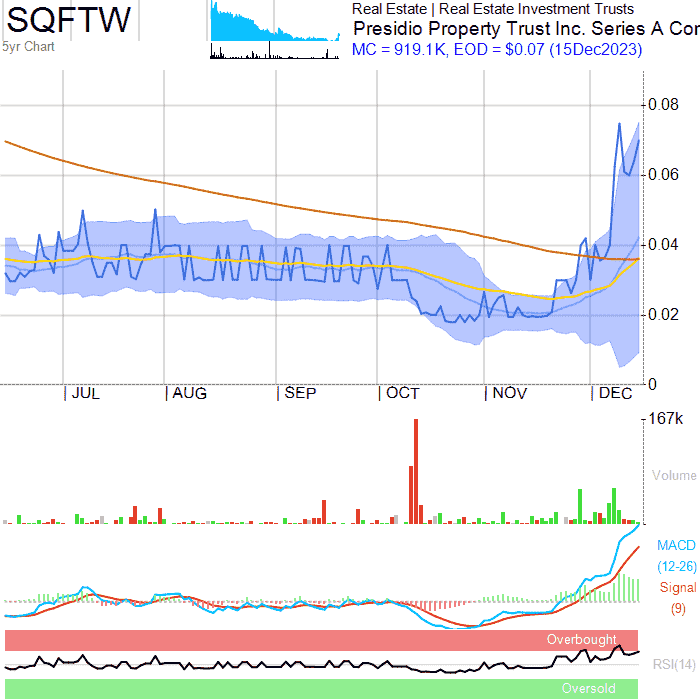 SQFTW
5yr Chart
Real Estate | Real Estate Investment Trusts
Presidio Property Trust Inc. Series A Cor
MC = 919.1K, EOD = $0.07 (15Dec2023)
0.08
0.06
0.04
0.02
0
JUL AUG SEP OCT NOV DEC
167k
Volume
MACD
(12-26)
Signal
(9)
Overbought
RSI(14)
Oversold